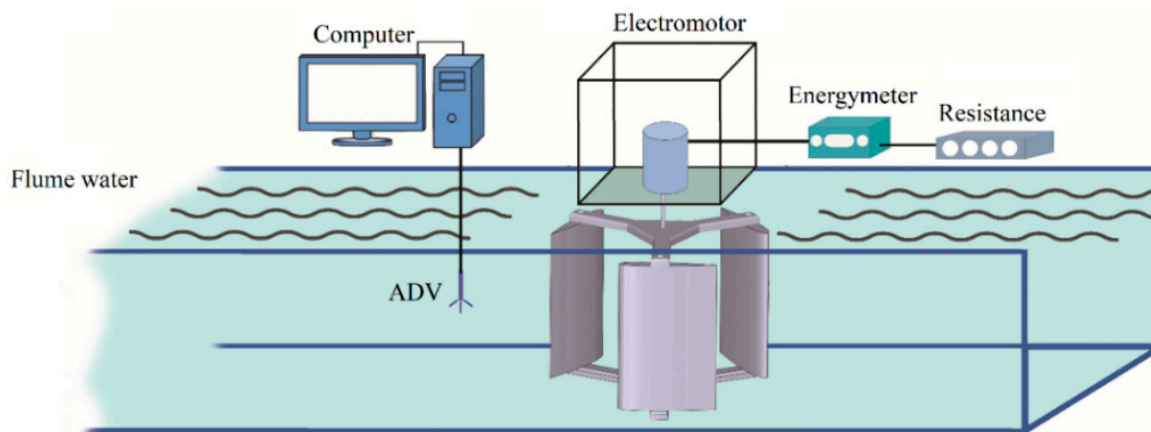 Electromotor
Computer
Energymeter
Resistance
Flume water
ADV